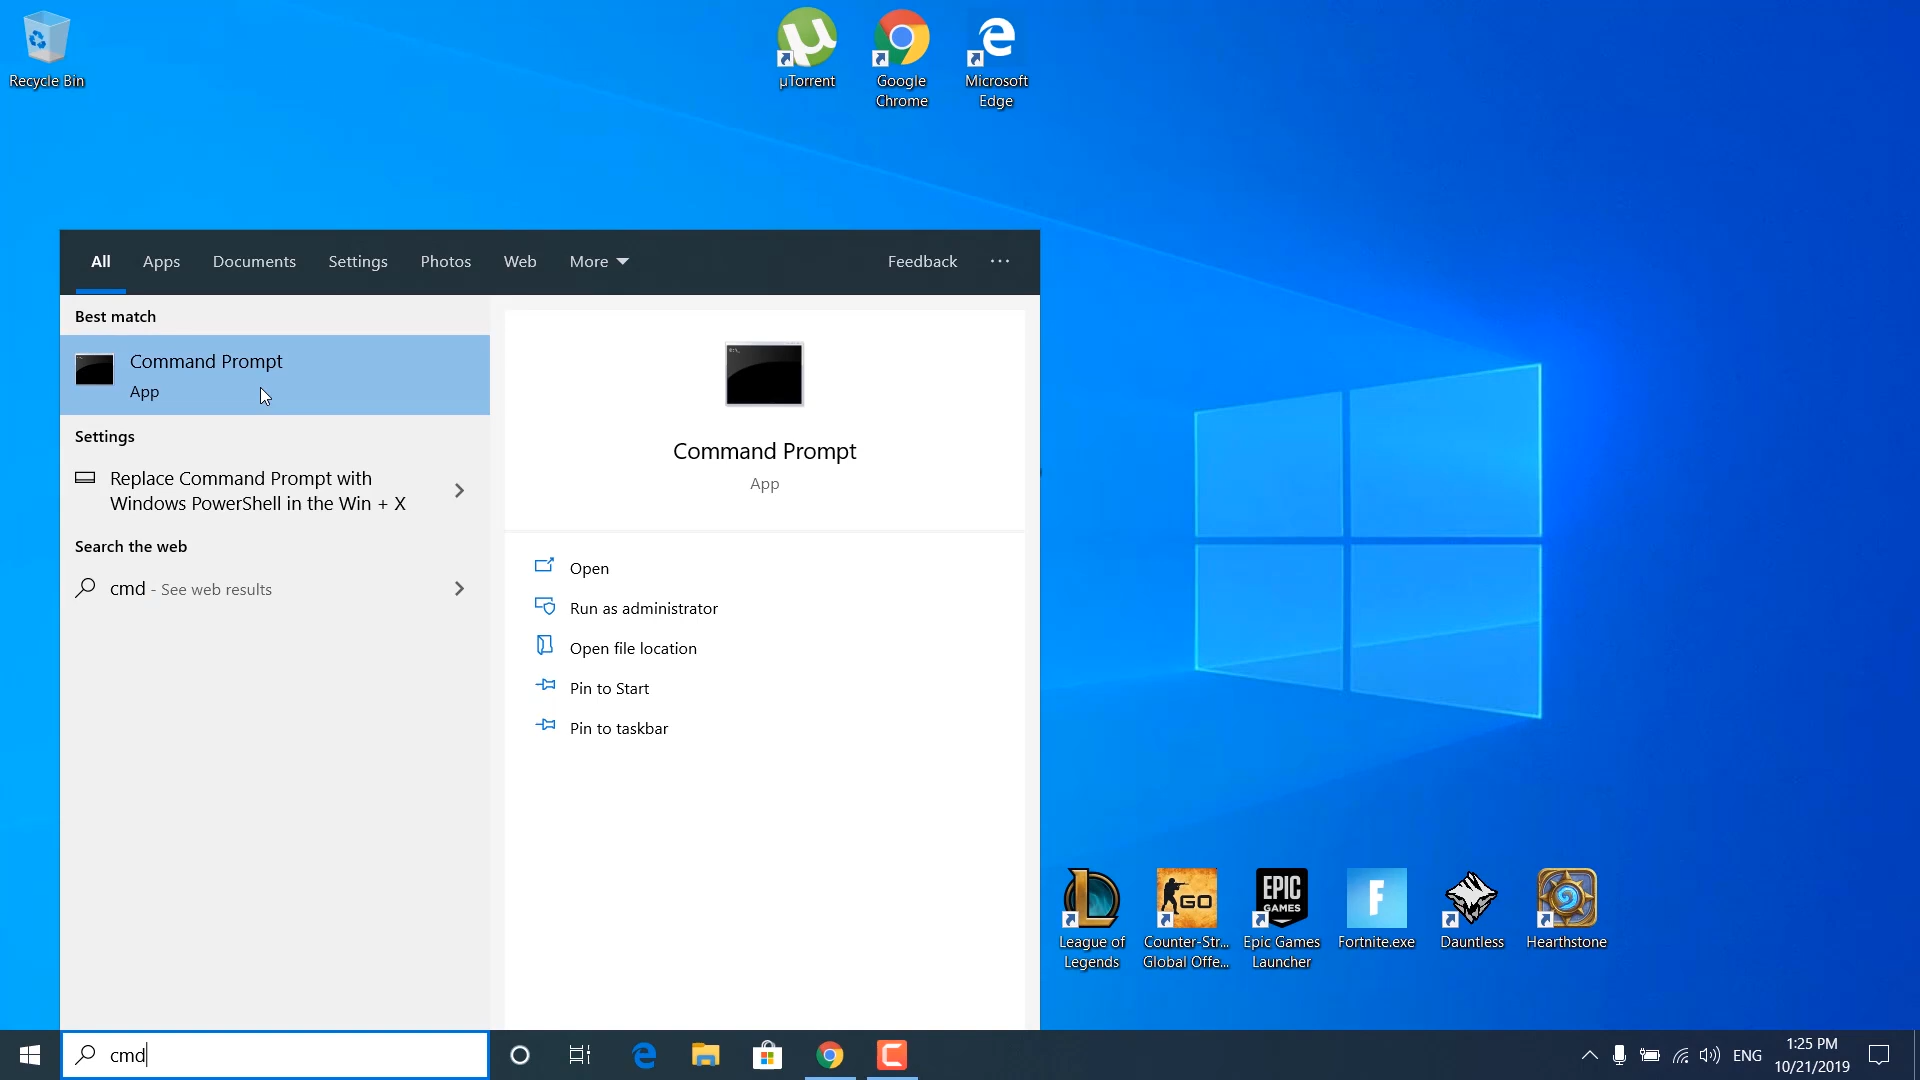 Recycle Bin
µTorrent
Google
Chrome
Microsoft
Edge
All
Apps
Documents
Settings
Photos
Web
More
Feedback
...
Best match
Command Prompt
App
Settings
Replace Command Prompt with
Windows PowerShell in the Win + X
Search the web
cmd - See web results
Command Prompt
App
Open
Run as administrator
Open file location
Pin to Start
Pin to taskbar
GO
EPIC
GAMES
F
League of
Legends
Counter-Str...
Global Offe...
Epic Games
Launcher
Fortnite.exe
Dauntless
Hearthstone
cmd
ENG
1:25 PM
10/21/2019